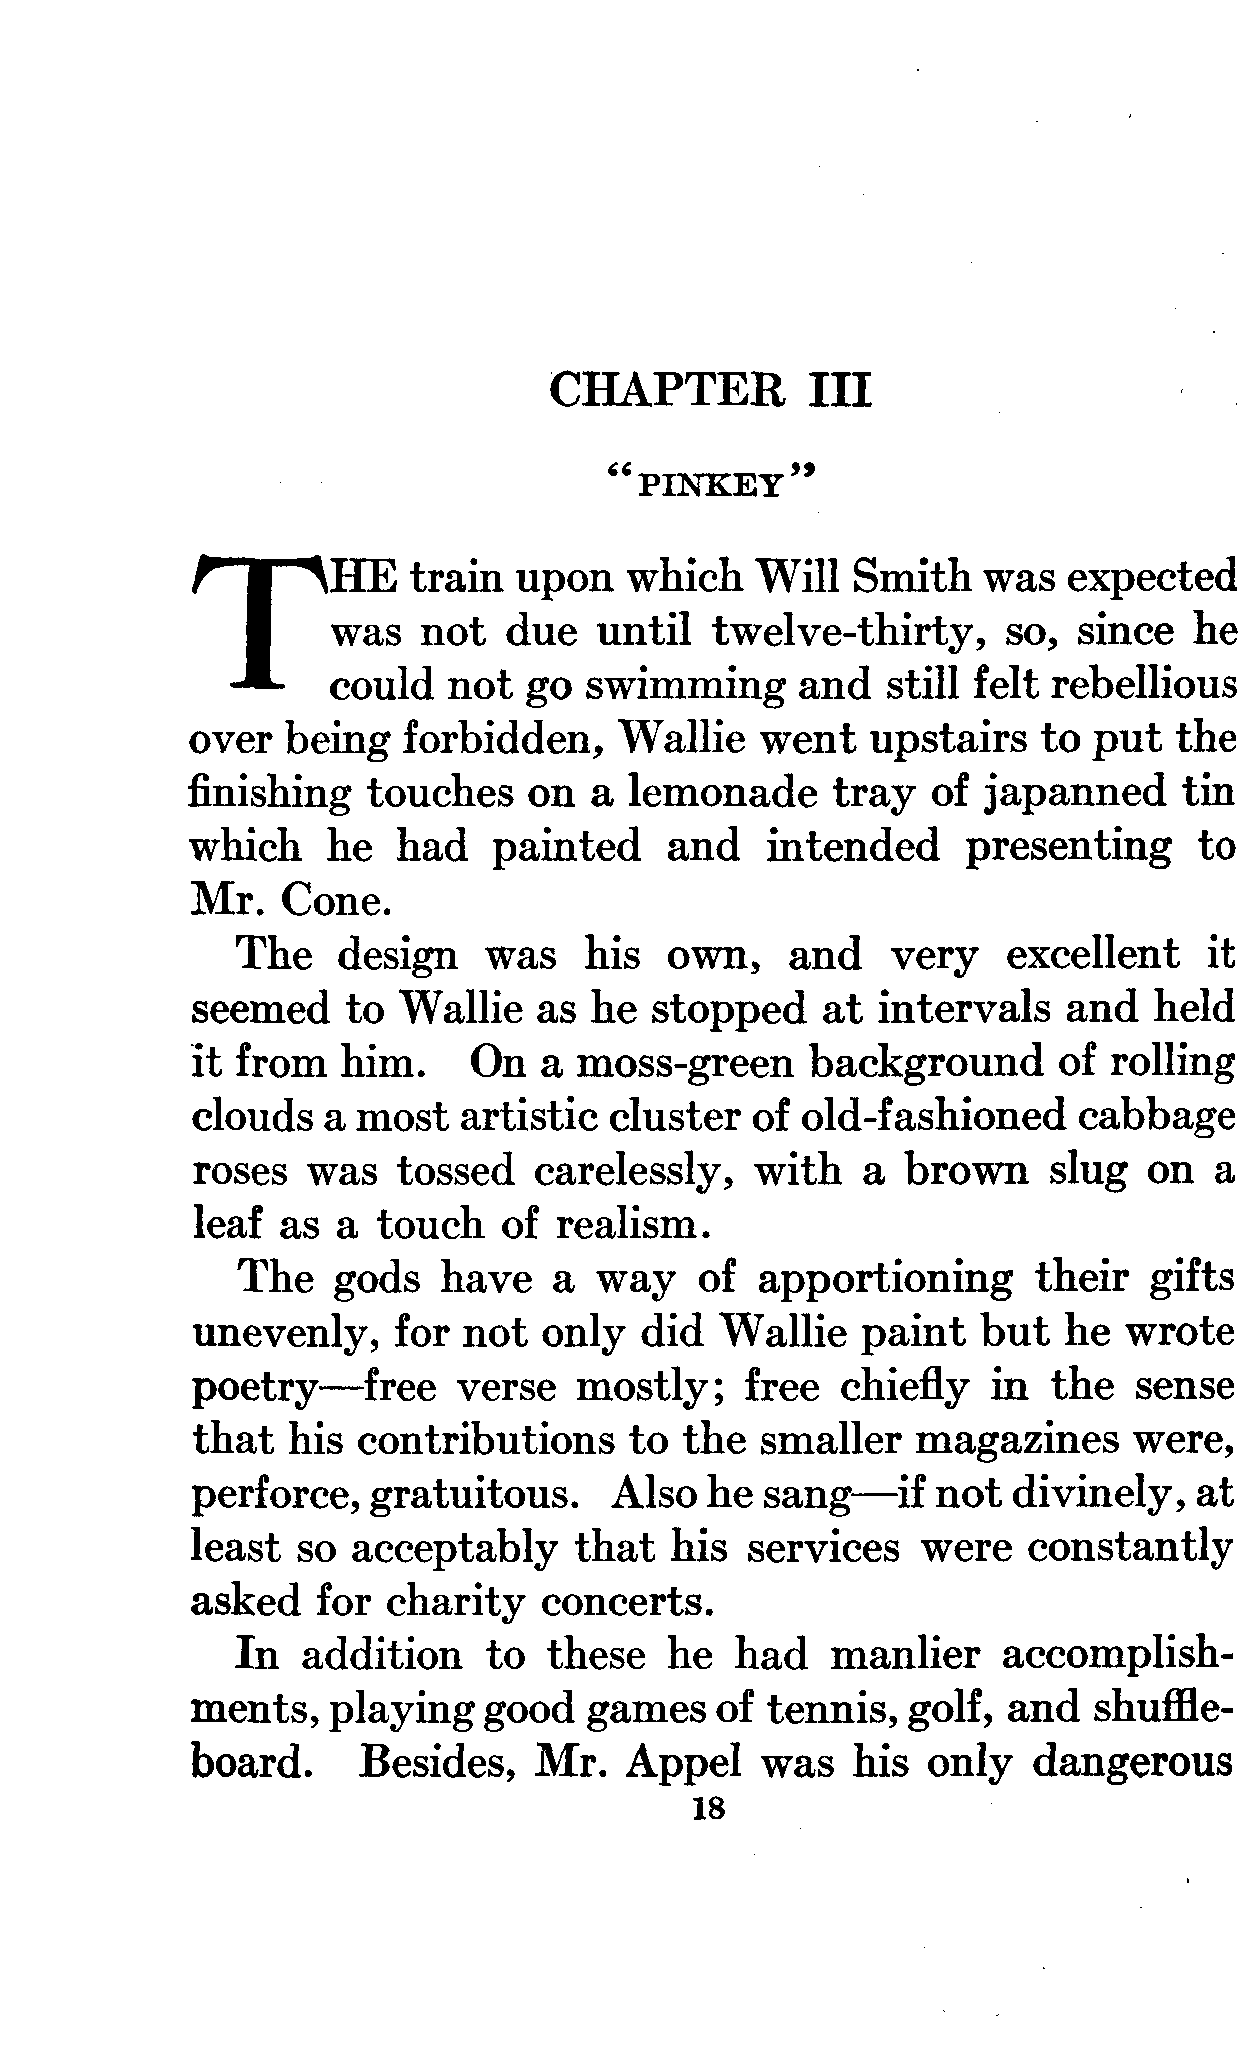 CHAPTER III
"PINKEY"
THE train upon which Will Smith was expected
was not due until twelve-thirty, so, since he
could not go swimming and still felt rebellious
over being forbidden, Wallie went upstairs to put the
finishing touches on a lemonade tray of japanned tin
which he had painted and intended presenting to
Mr. Cone.
The design was his own, and very excellent it
seemed to Wallie as he stopped at intervals and held
it from him. On a moss-green background of rolling
clouds a most artistic cluster of old-fashioned cabbage
roses was tossed carelessly, with a brown slug on a
leaf as a touch of realism.
The gods have a way of apportioning their gifts
unevenly, for not only did Wallie paint but he wrote
poetry—free verse mostly; free chiefly in the sense
that his contributions to the smaller magazines were,
perforce, gratuitous. Also he sang—if not divinely, at
least so acceptably that his services were constantly
asked for charity concerts.
In addition to these he had manlier accomplish-
ments, playing good games of tennis, golf, and shuffle-
board. Besides, Mr. Appel was his only dangerous
18